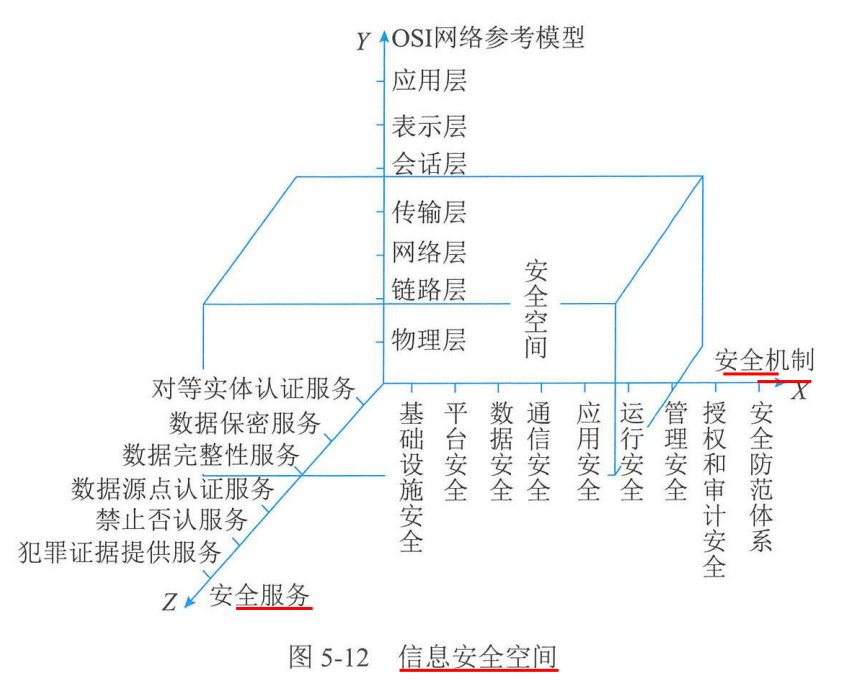 Y OSI网络参考模型
应用层
表示层
会话层
传输层
网络层
链路层
物理层
安全空间
安全机制
X
对等实体认证服务
数据保密服务
数据完整性服务
数据源点认证服务
禁止否认服务
犯罪证据提供服务
Z 安全服务
基础设施安全
平台安全
数据安全
通信安全
应用安全
运行安全
管理安全
授权和审计安全
安全防范体系
图 5-12 信息安全空间